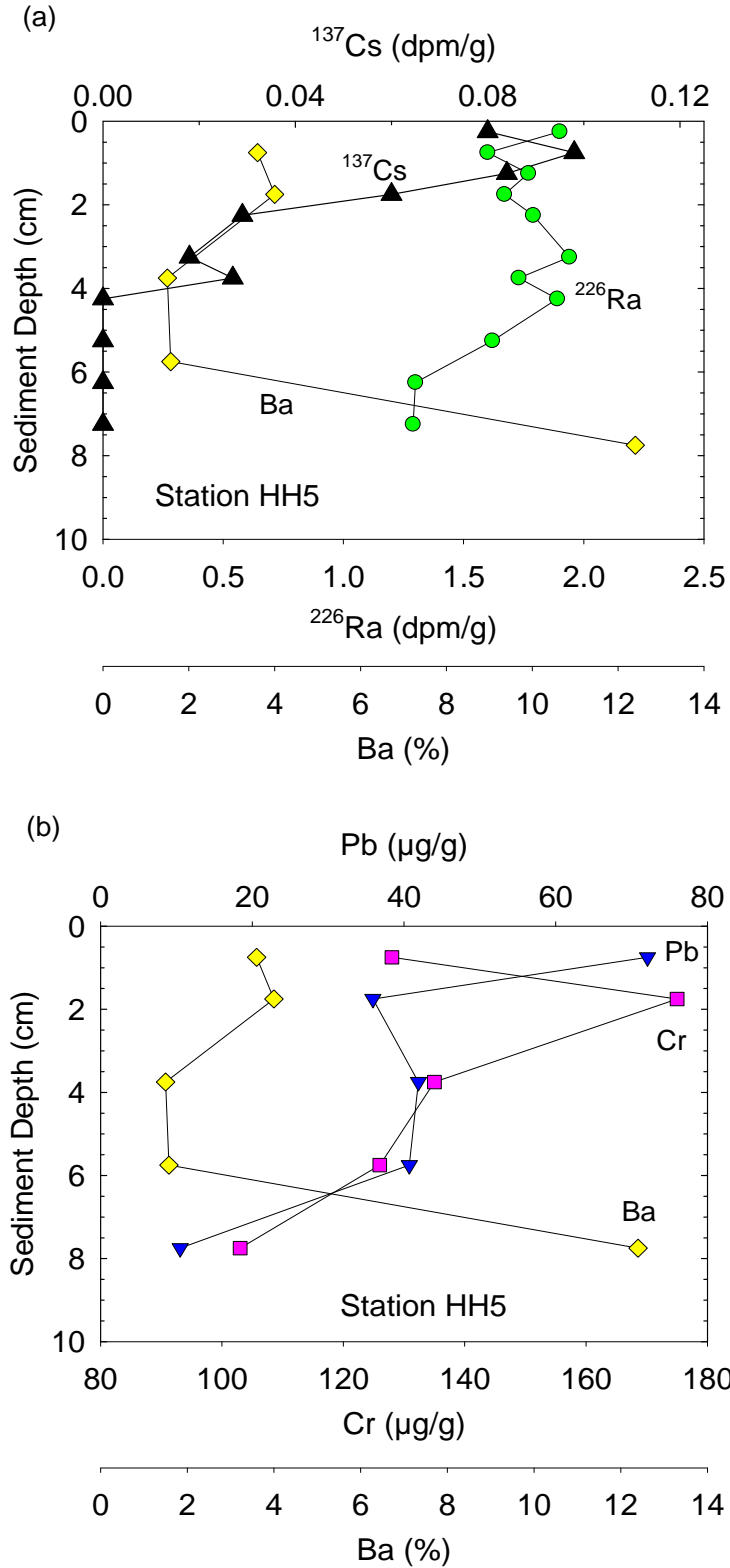 (a)
¹³⁷Cs (dpm/g)
0.00 0.04 0.08 0.12
0
2
4
6
8
10
Sediment Depth (cm)
¹³⁷Cs
²²⁶Ra
Ba
Station HH5
0.0 0.5 1.0 1.5 2.0 2.5
²²⁶Ra (dpm/g)
0 2 4 6 8 10 12 14
Ba (%)
(b)
Pb (µg/g)
0 20 40 60 80
0
2
4
6
8
10
Sediment Depth (cm)
Pb
Cr
Ba
Station HH5
80 100 120 140 160 180
Cr (µg/g)
0 2 4 6 8 10 12 14
Ba (%)